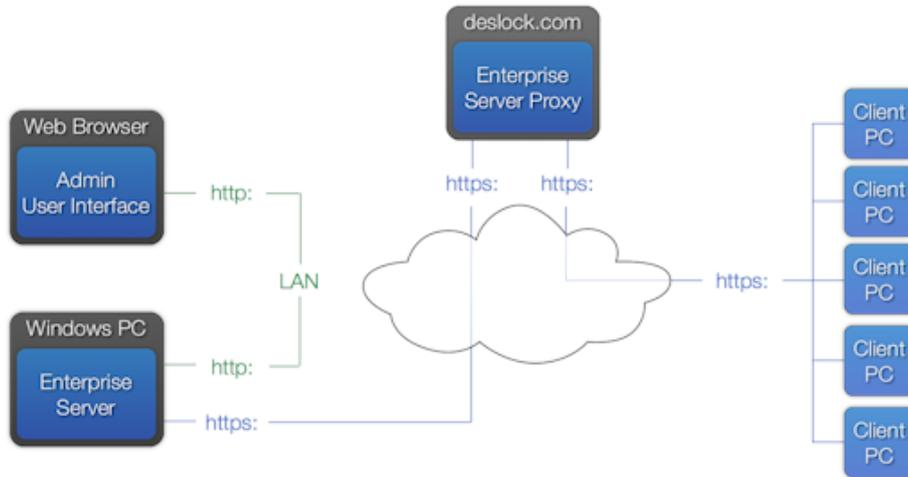 deslock.com
Enterprise
Server Proxy
Web Browser
Admin
User Interface
http:
LAN
Windows PC
Enterprise
Server
http:
https:
https:
https:
https:
Client
PC
Client
PC
Client
PC
Client
PC
Client
PC